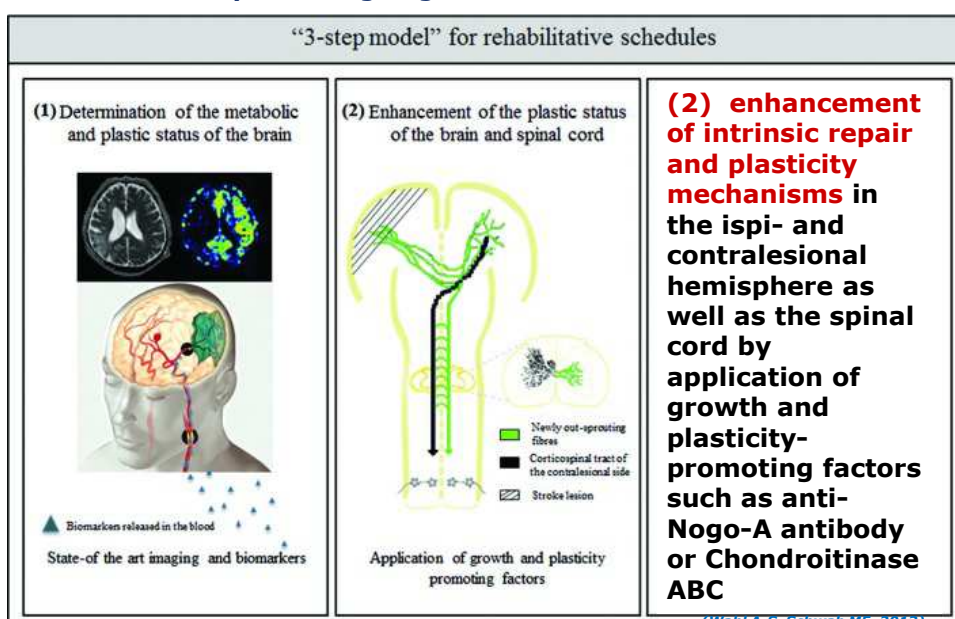 “3-step model” for rehabilitative schedules
(1) Determination of the metabolic
and plastic status of the brain
Biomarkers released in the blood
State-of the art imaging and biomarkers
(2) Enhancement of the plastic status
of the brain and spinal cord
Newly out-sprouting
fibres
Corticospinal tract of
the contralesional side
Stroke lesion
Application of growth and plasticity
promoting factors
(2) enhancement
of intrinsic repair
and plasticity
mechanisms in
the ispi- and
contralesional
hemisphere as
well as the spinal
cord by
application of
growth and
plasticity-
promoting factors
such as anti-
Nogo-A antibody
or Chondroitinase
ABC